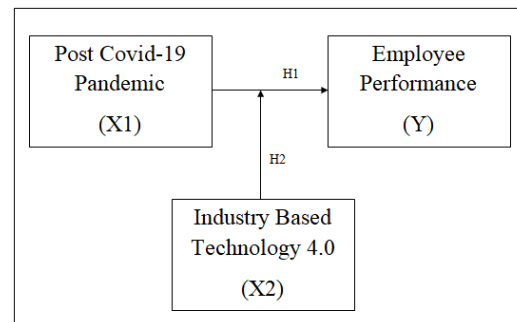 Post Covid-19
Pandemic
(X1)
H1
Employee
Performance
(Y)
H2
Industry Based
Technology 4.0
(X2)